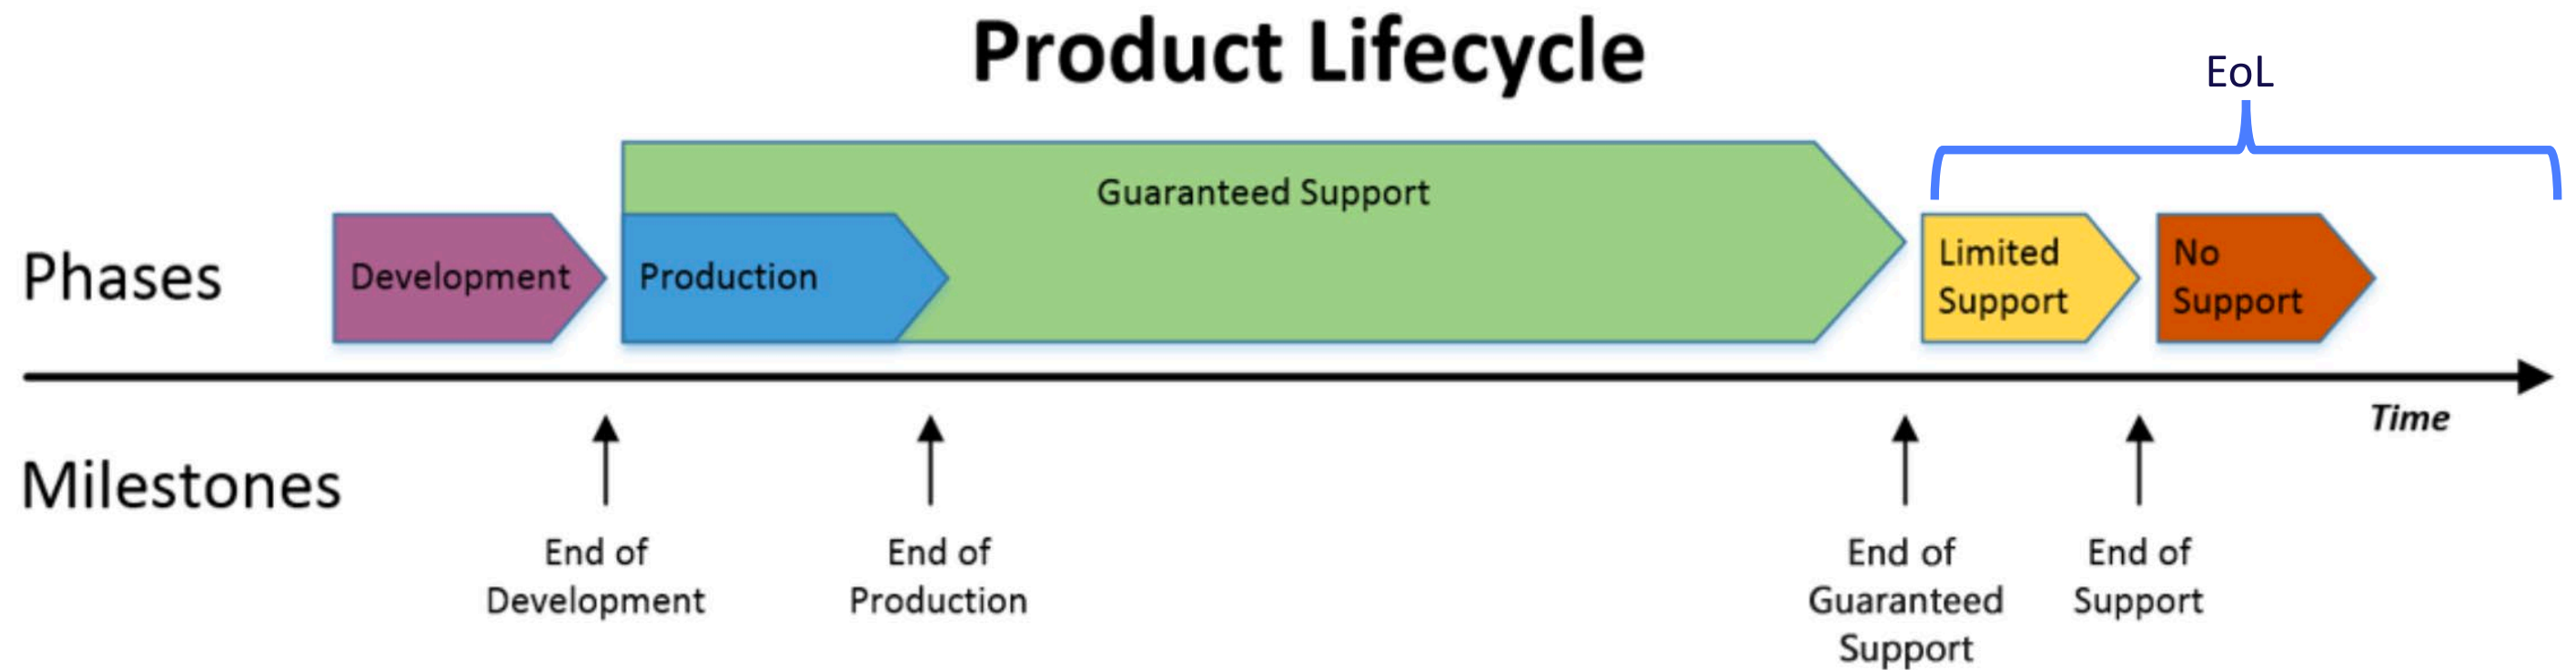 Product Lifecycle
EoL
Guaranteed Support
Phases
Development
Production
Limited
Support
No
Support
Time
Milestones
End of
Development
End of
Production
End of
Guaranteed
Support
End of
Support